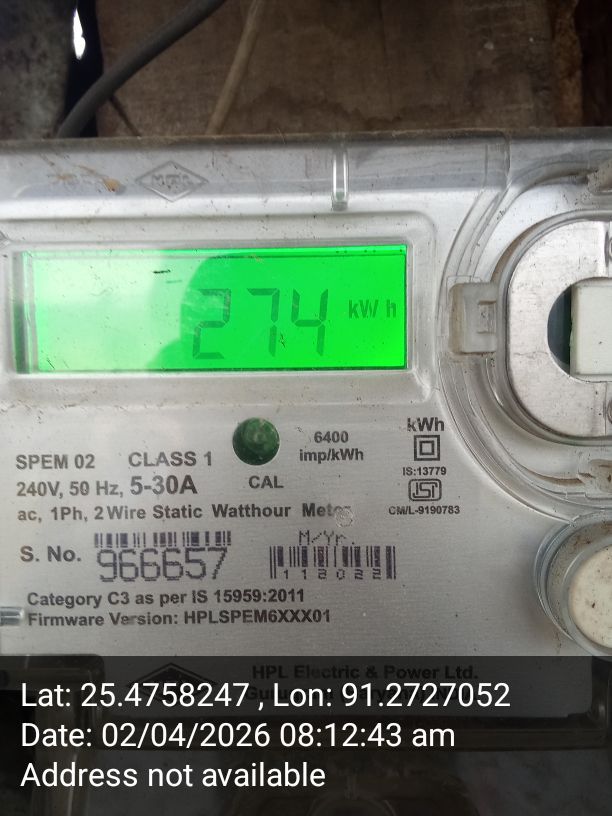 274 kWh
6400
imp/kWh
kWh
SPEM 02 CLASS 1
CAL
IS:13779
240V, 50 Hz, 5-30A
CM/L-9190783
ac, 1Ph, 2 Wire Static Watthour Meter
M/Yr.
S. No. 966657
Category C3 as per IS 15959:2011
Firmware Version: HPLSPEM6XXX01
HPL Electric & Power Ltd.
Lat: 25.4758247 , Lon: 91.2727052
Date: 02/04/2026 08:12:43 am
Address not available